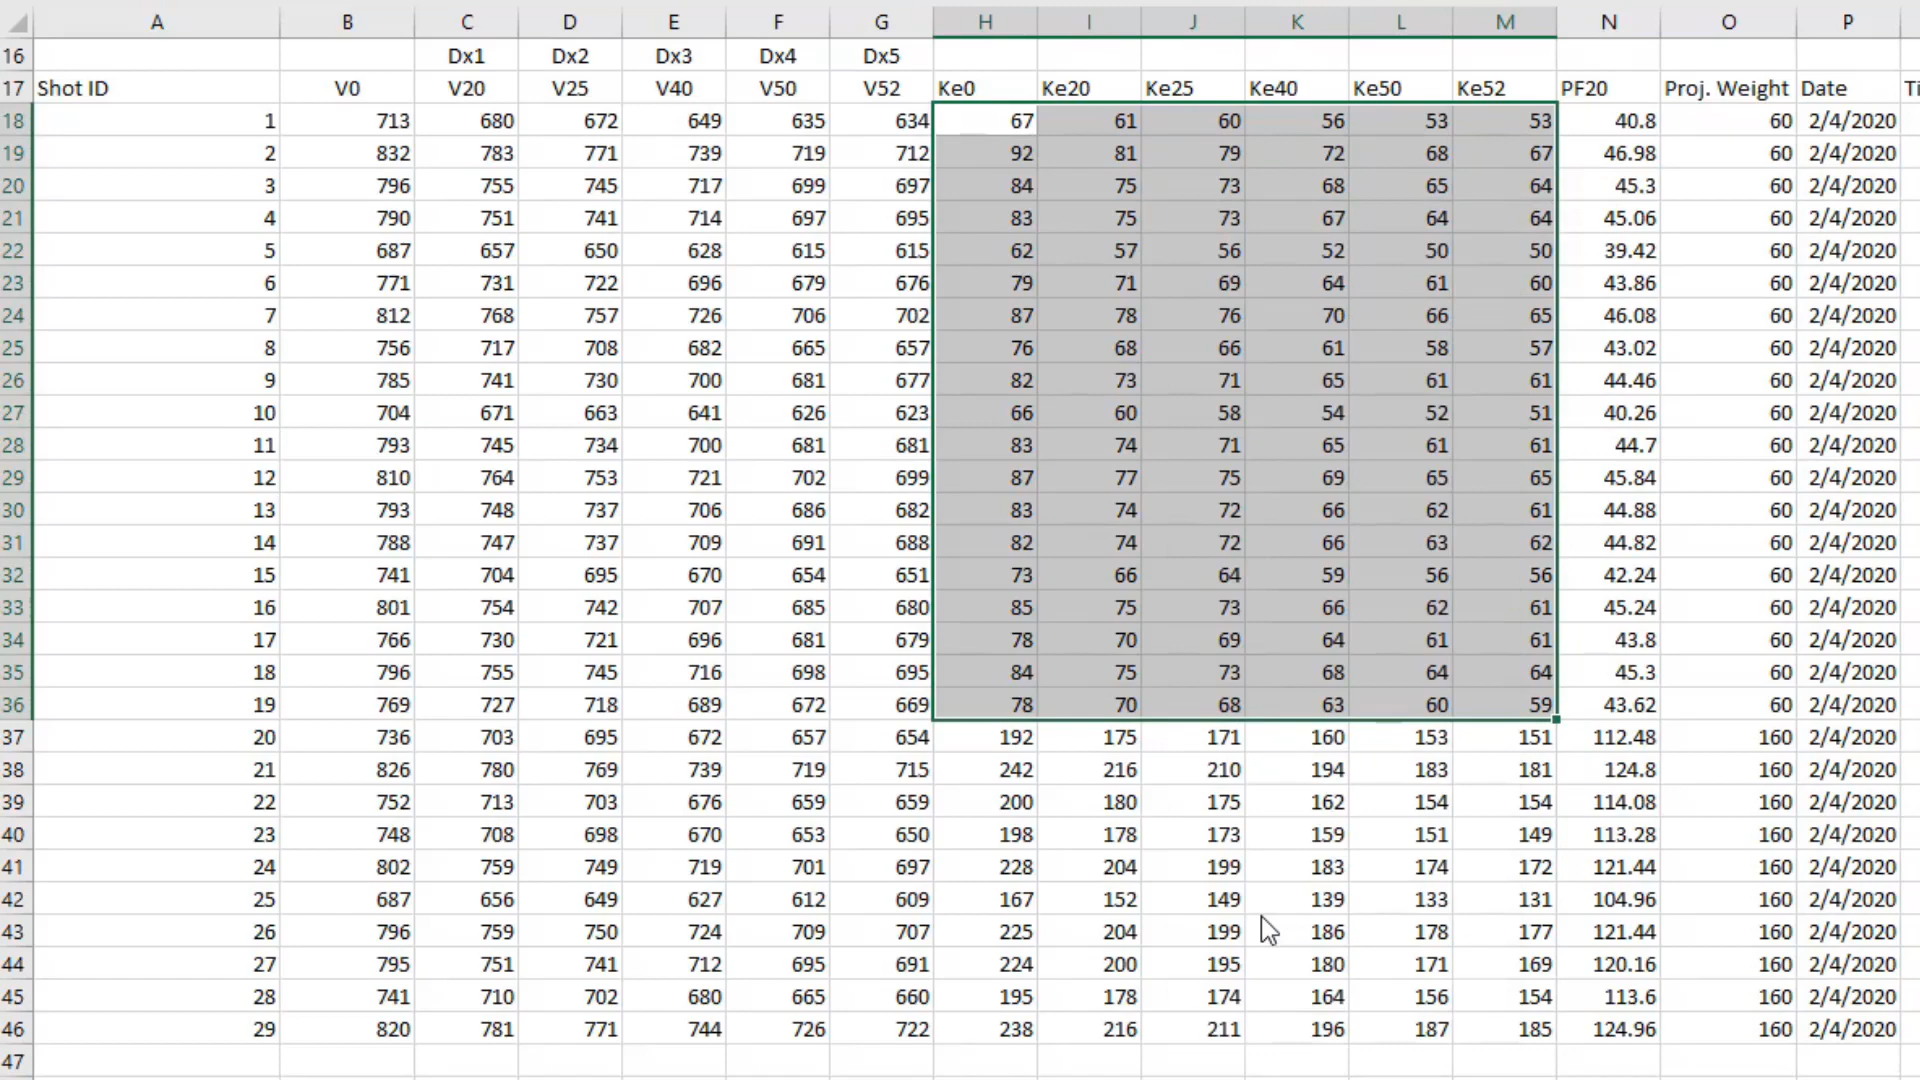 A B C D E F G H I J K L M N O P
16 Dx1 Dx2 Dx3 Dx4 Dx5
17 Shot ID V0 V20 V25 V40 V50 V52 Ke0 Ke20 Ke25 Ke40 Ke50 Ke52 PF20 Proj. Weight Date Ti
18 1 713 680 672 649 635 634 67 61 60 56 53 53 40.8 60 2/4/2020
19 2 832 783 771 739 719 712 92 81 79 72 68 67 46.98 60 2/4/2020
20 3 796 755 745 717 699 697 84 75 73 68 65 64 45.3 60 2/4/2020
21 4 790 751 741 714 697 695 83 75 73 67 64 64 45.06 60 2/4/2020
22 5 687 657 650 628 615 615 62 57 56 52 50 50 39.42 60 2/4/2020
23 6 771 731 722 696 679 676 79 71 69 64 61 60 43.86 60 2/4/2020
24 7 812 768 757 726 706 702 87 78 76 70 66 65 46.08 60 2/4/2020
25 8 756 717 708 682 665 657 76 68 66 61 58 57 43.02 60 2/4/2020
26 9 785 741 730 700 681 677 82 73 71 65 61 61 44.46 60 2/4/2020
27 10 704 671 663 641 626 623 66 60 58 54 52 51 40.26 60 2/4/2020
28 11 793 745 734 700 681 681 83 74 71 65 61 61 44.7 60 2/4/2020
29 12 810 764 753 721 702 699 87 77 75 69 65 65 45.84 60 2/4/2020
30 13 793 748 737 706 686 682 83 74 72 66 62 61 44.88 60 2/4/2020
31 14 788 747 737 709 691 688 82 74 72 66 63 62 44.82 60 2/4/2020
32 15 741 704 695 670 654 651 73 66 64 59 56 56 42.24 60 2/4/2020
33 16 801 754 742 707 685 680 85 75 73 66 62 61 45.24 60 2/4/2020
34 17 766 730 721 696 681 679 78 70 69 64 61 61 43.8 60 2/4/2020
35 18 796 755 745 716 698 695 84 75 73 68 64 64 45.3 60 2/4/2020
36 19 769 727 718 689 672 669 78 70 68 63 60 59 43.62 60 2/4/2020
37 20 736 703 695 672 657 654 192 175 171 160 153 151 112.48 160 2/4/2020
38 21 826 780 769 739 719 715 242 216 210 194 183 181 124.8 160 2/4/2020
39 22 752 713 703 676 659 659 200 180 175 162 154 154 114.08 160 2/4/2020
40 23 748 708 698 670 653 650 198 178 173 159 151 149 113.28 160 2/4/2020
41 24 802 759 749 719 701 697 228 204 199 183 174 172 121.44 160 2/4/2020
42 25 687 656 649 627 612 609 167 152 149 139 133 131 104.96 160 2/4/2020
43 26 796 759 750 724 709 707 225 204 199 186 178 177 121.44 160 2/4/2020
44 27 795 751 741 712 695 691 224 200 195 180 171 169 120.16 160 2/4/2020
45 28 741 710 702 680 665 660 195 178 174 164 156 154 113.6 160 2/4/2020
46 29 820 781 771 744 726 722 238 216 211 196 187 185 124.96 160 2/4/2020
47